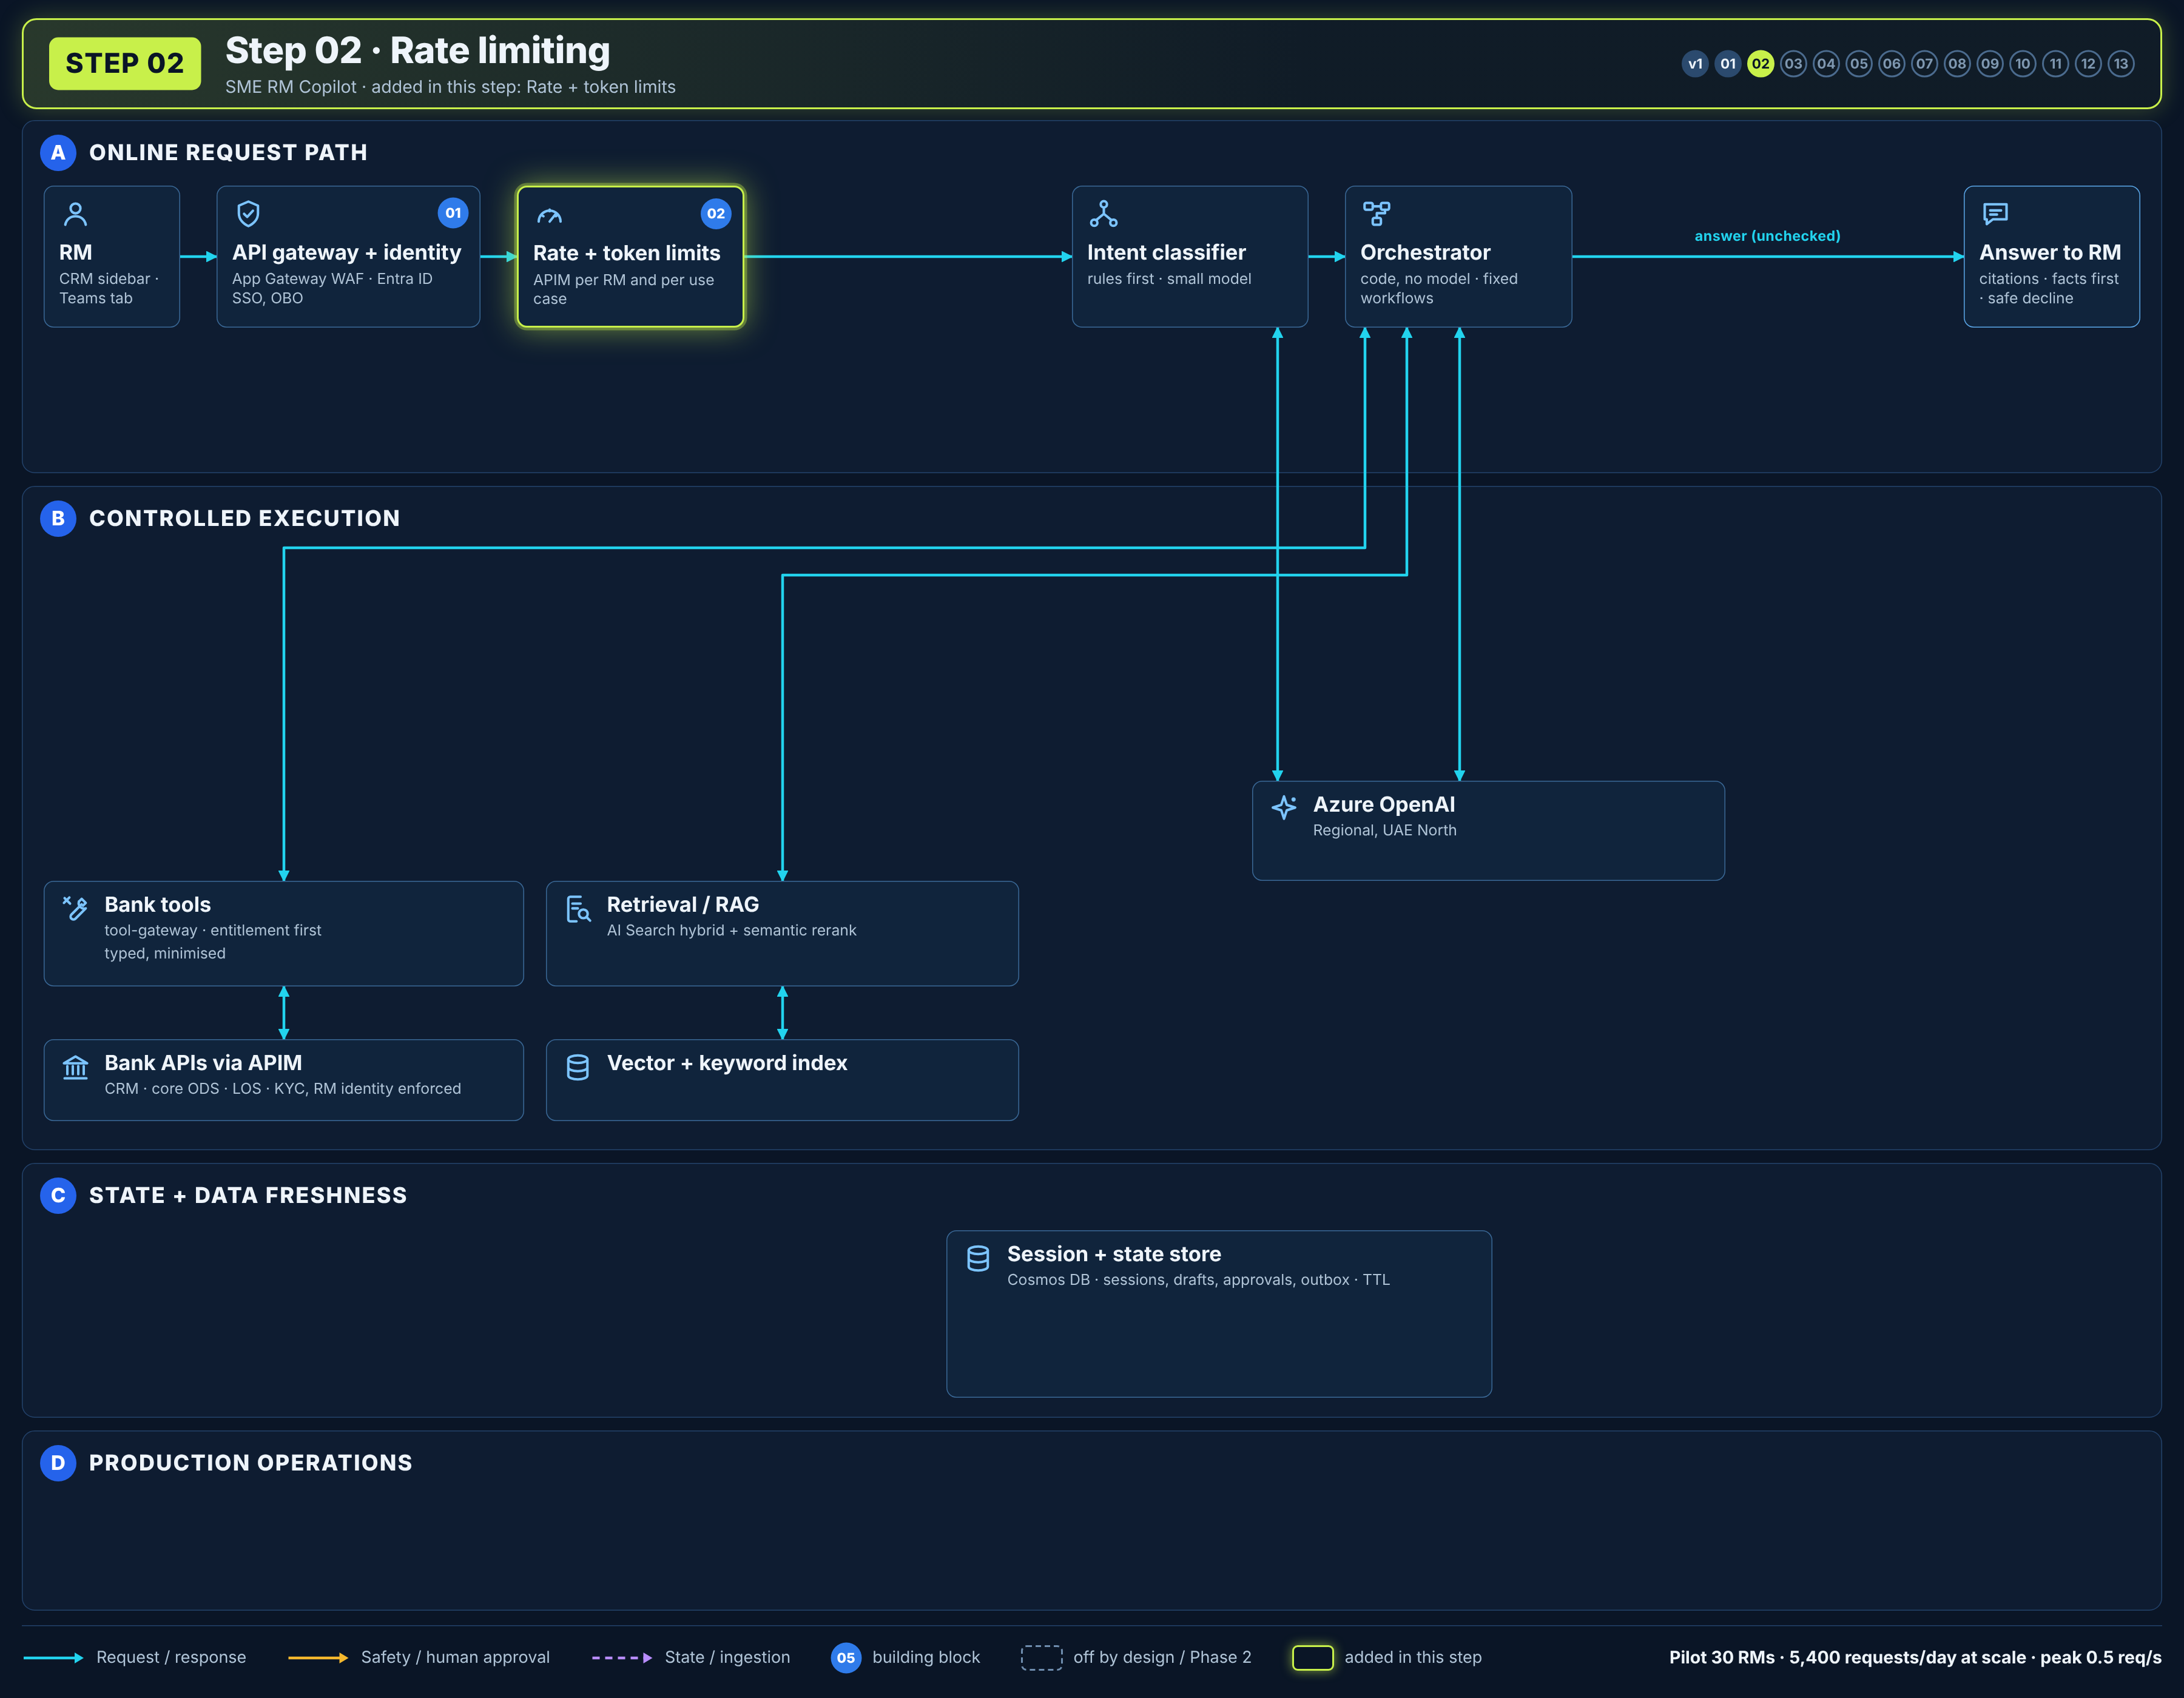 STEP 02
Step 02 · Rate limiting
SME RM Copilot · added in this step: Rate + token limits
v1 01 02 03 04 05 06 07 08 09 10 11 12 13
A ONLINE REQUEST PATH
RM
CRM sidebar ·
Teams tab
01
API gateway + identity
App Gateway WAF · Entra ID
SSO, OBO
02
Rate + token limits
APIM per RM and per use
case
Intent classifier
rules first · small model
Orchestrator
code, no model · fixed
workflows
answer (unchecked)
Answer to RM
citations · facts first
· safe decline
B CONTROLLED EXECUTION
Azure OpenAI
Regional, UAE North
Bank tools
tool-gateway · entitlement first
typed, minimised
Retrieval / RAG
AI Search hybrid + semantic rerank
Bank APIs via APIM
CRM · core ODS · LOS · KYC, RM identity enforced
Vector + keyword index
C STATE + DATA FRESHNESS
Session + state store
Cosmos DB · sessions, drafts, approvals, outbox · TTL
D PRODUCTION OPERATIONS
Request / response
Safety / human approval
State / ingestion
05 building block
off by design / Phase 2
added in this step
Pilot 30 RMs · 5,400 requests/day at scale · peak 0.5 req/s